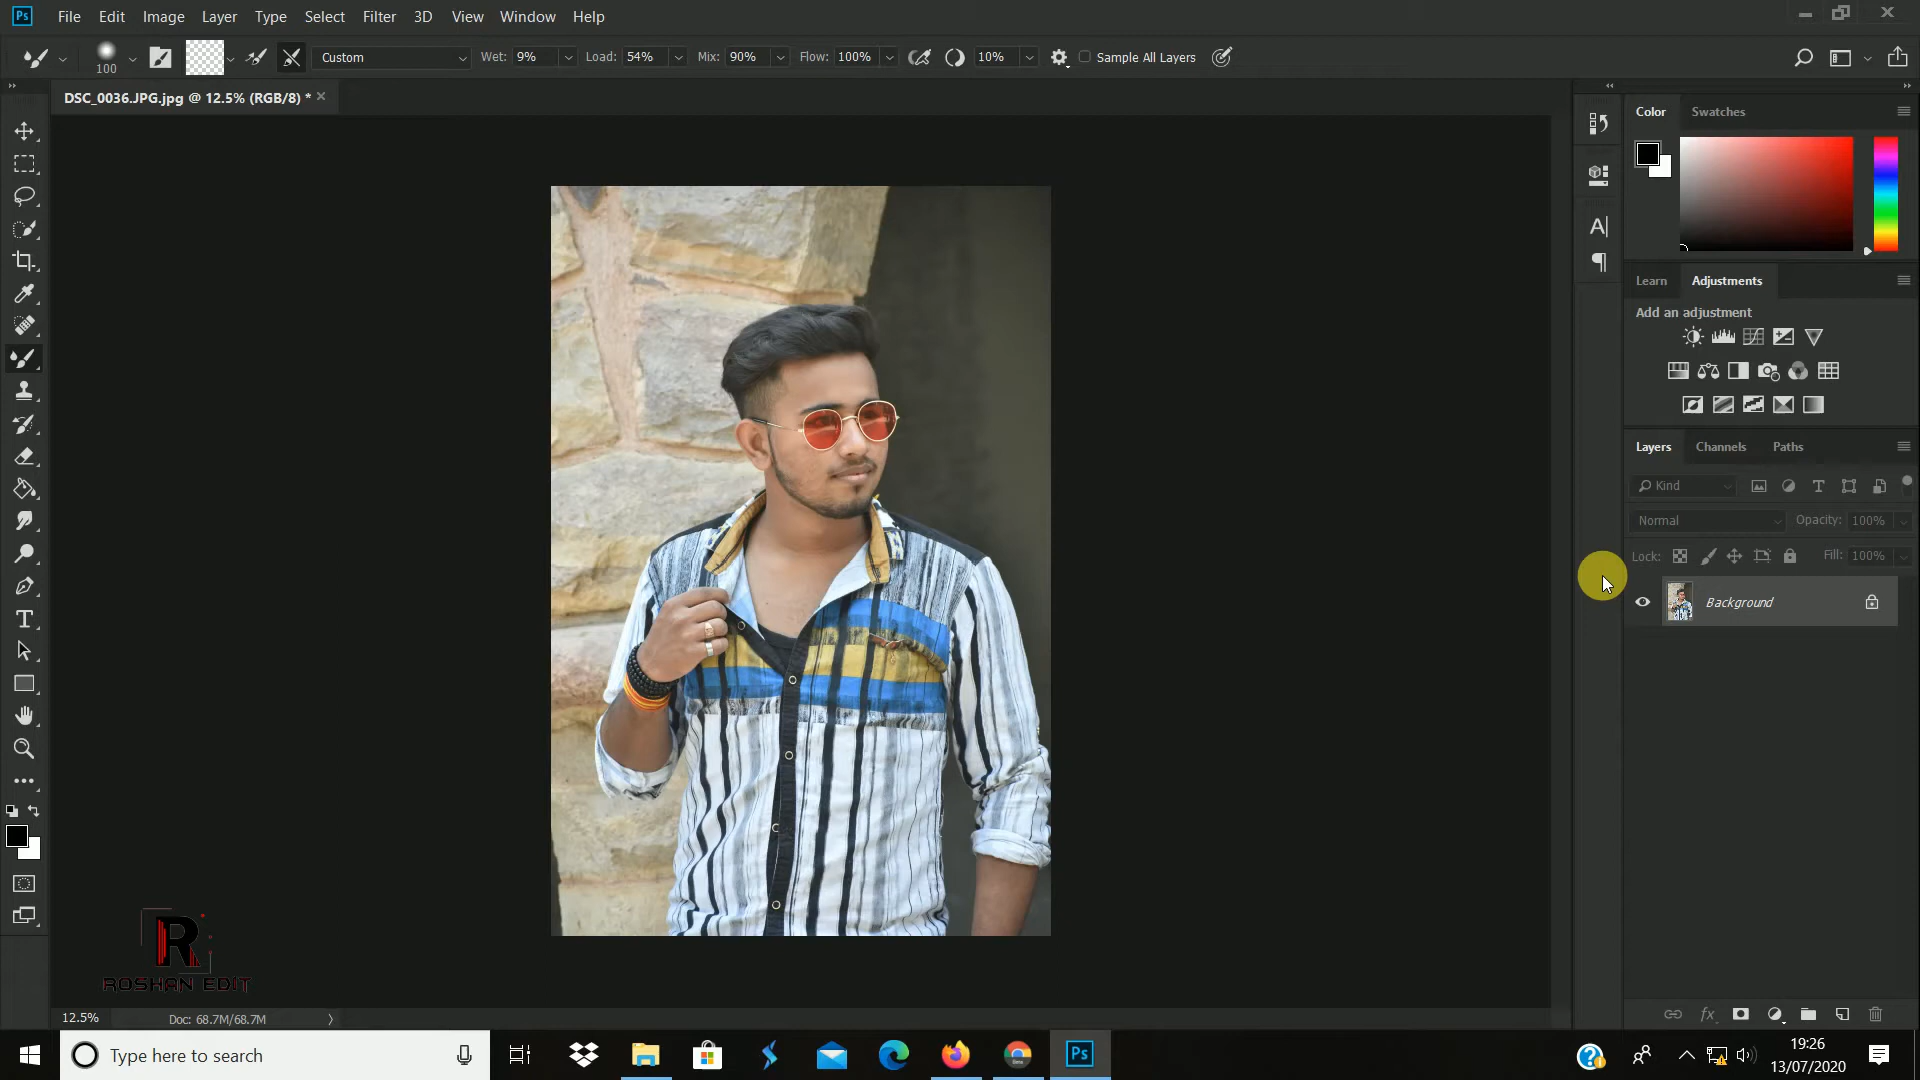 Ps File Edit Image Layer Type Select Filter 3D View Window Help
100 Custom Wet: 9% Load: 54% Mix: 90% Flow: 100% 10% Sample All Layers
DSC_0036.JPG.jpg @ 12.5% (RGB/8) *
Color Swatches
Learn Adjustments
Add an adjustment
Layers Channels Paths
Kind
Normal Opacity: 100%
Lock: Fill: 100%
Background
R
ROSHAN EDIT
12.5% Doc: 68.7M/68.7M
Type here to search
Ps
19:26
13/07/2020